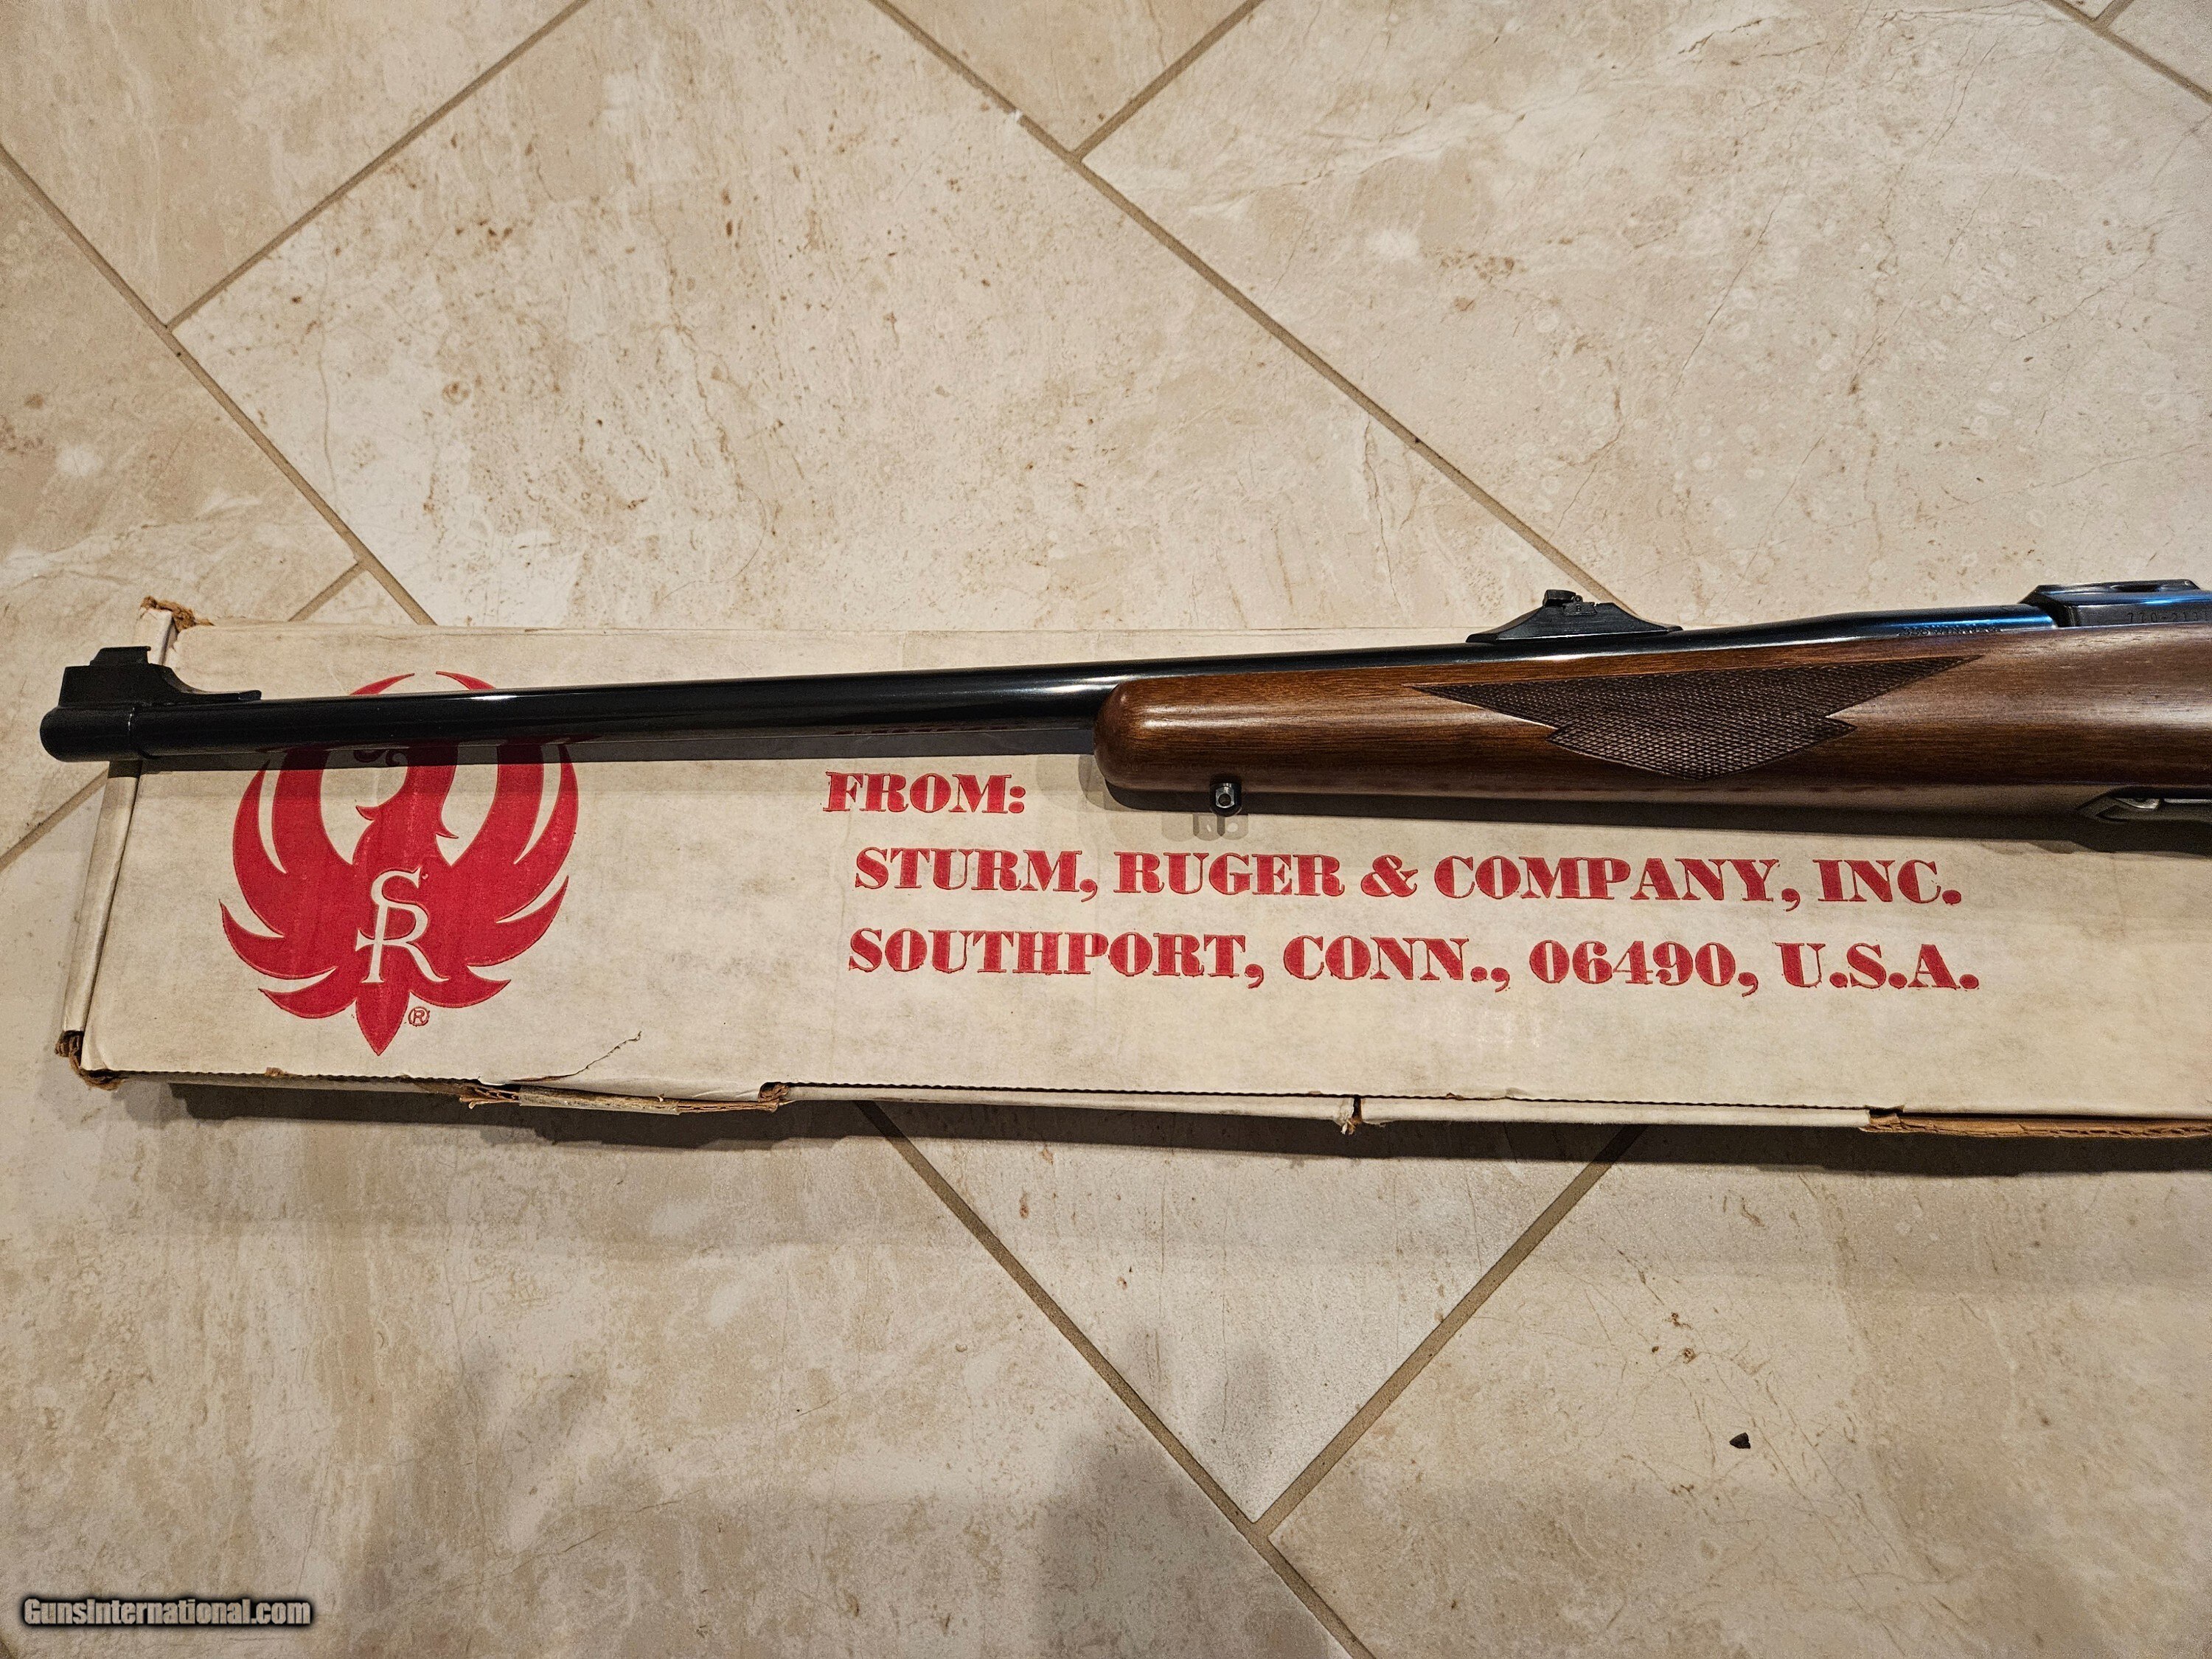 SR
®
FROM:
STURM, RUGER & COMPANY, INC.
SOUTHPORT, CONN., 06490, U.S.A.
GunsInternational.com